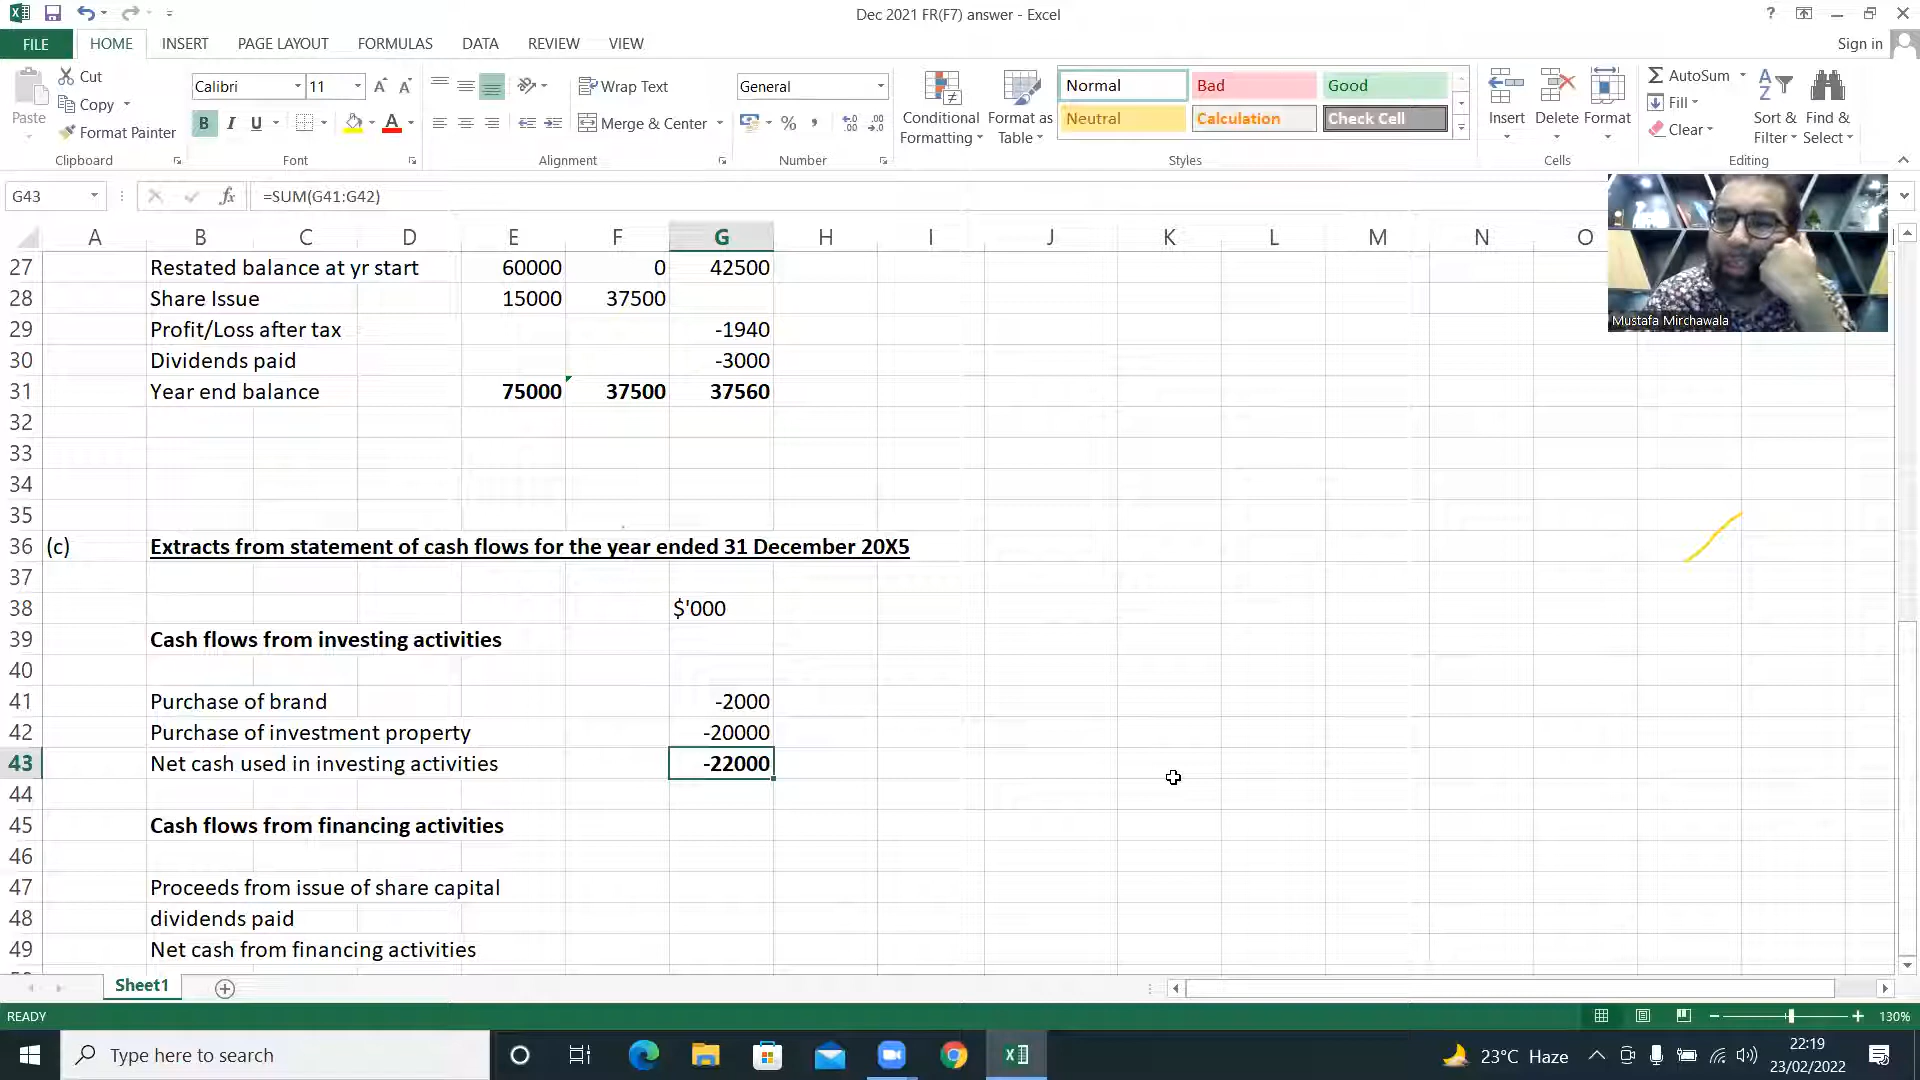 Dec 2021 FR(F7) answer - Excel
?
Sign in
FILE HOME INSERT PAGE LAYOUT FORMULAS DATA REVIEW VIEW
Paste
Cut
Copy
Format Painter
Clipboard
Calibri 11
B I U
Font
Wrap Text
Merge & Center
Alignment
General
%
Number
Conditional Formatting
Format as Table
Normal Bad Good
Neutral Calculation Check Cell
Styles
Insert Delete Format
Cells
AutoSum
Fill
Clear
Sort & Filter
Find & Select
Editing
G43 fx =SUM(G41:G42)
Mustafa Mirchawala
A B C D E F G H I J K L M N O
27 Restated balance at yr start 60000 0 42500
28 Share Issue 15000 37500
29 Profit/Loss after tax -1940
30 Dividends paid -3000
31 Year end balance 75000 37500 37560
32
33
34
35
36 (c) Extracts from statement of cash flows for the year ended 31 December 20X5
37
38 $'000
39 Cash flows from investing activities
40
41 Purchase of brand -2000
42 Purchase of investment property -20000
43 Net cash used in investing activities -22000
44
45 Cash flows from financing activities
46
47 Proceeds from issue of share capital
48 dividends paid
49 Net cash from financing activities
Sheet1
READY 130%
Type here to search
23°C Haze
22:19
23/02/2022